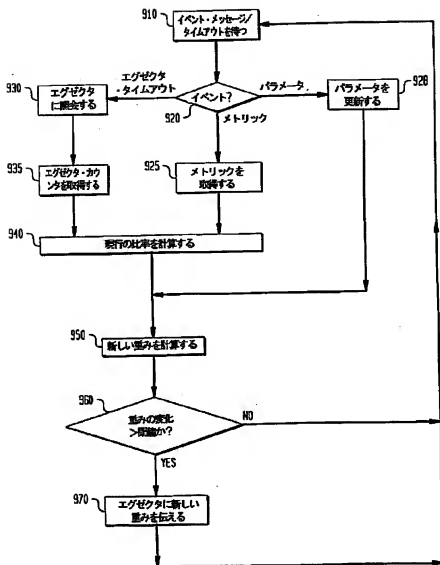 910
イベント・メッセージ/
タイムアウトを待つ
エグゼクタ・
タイムアウト
イベント?
920
パラメータ
メトリック
930
エグゼクタ
に照会する
パラメータを
更新する
928
935
エグゼクタ・カウ
ンタを取得する
925
メトリックを
取得する
940
現行の比率を計算する
950
新しい重みを計算する
960
重みの変化
>閾値か?
NO
YES
970
エグゼクタに新しい
重みを伝える